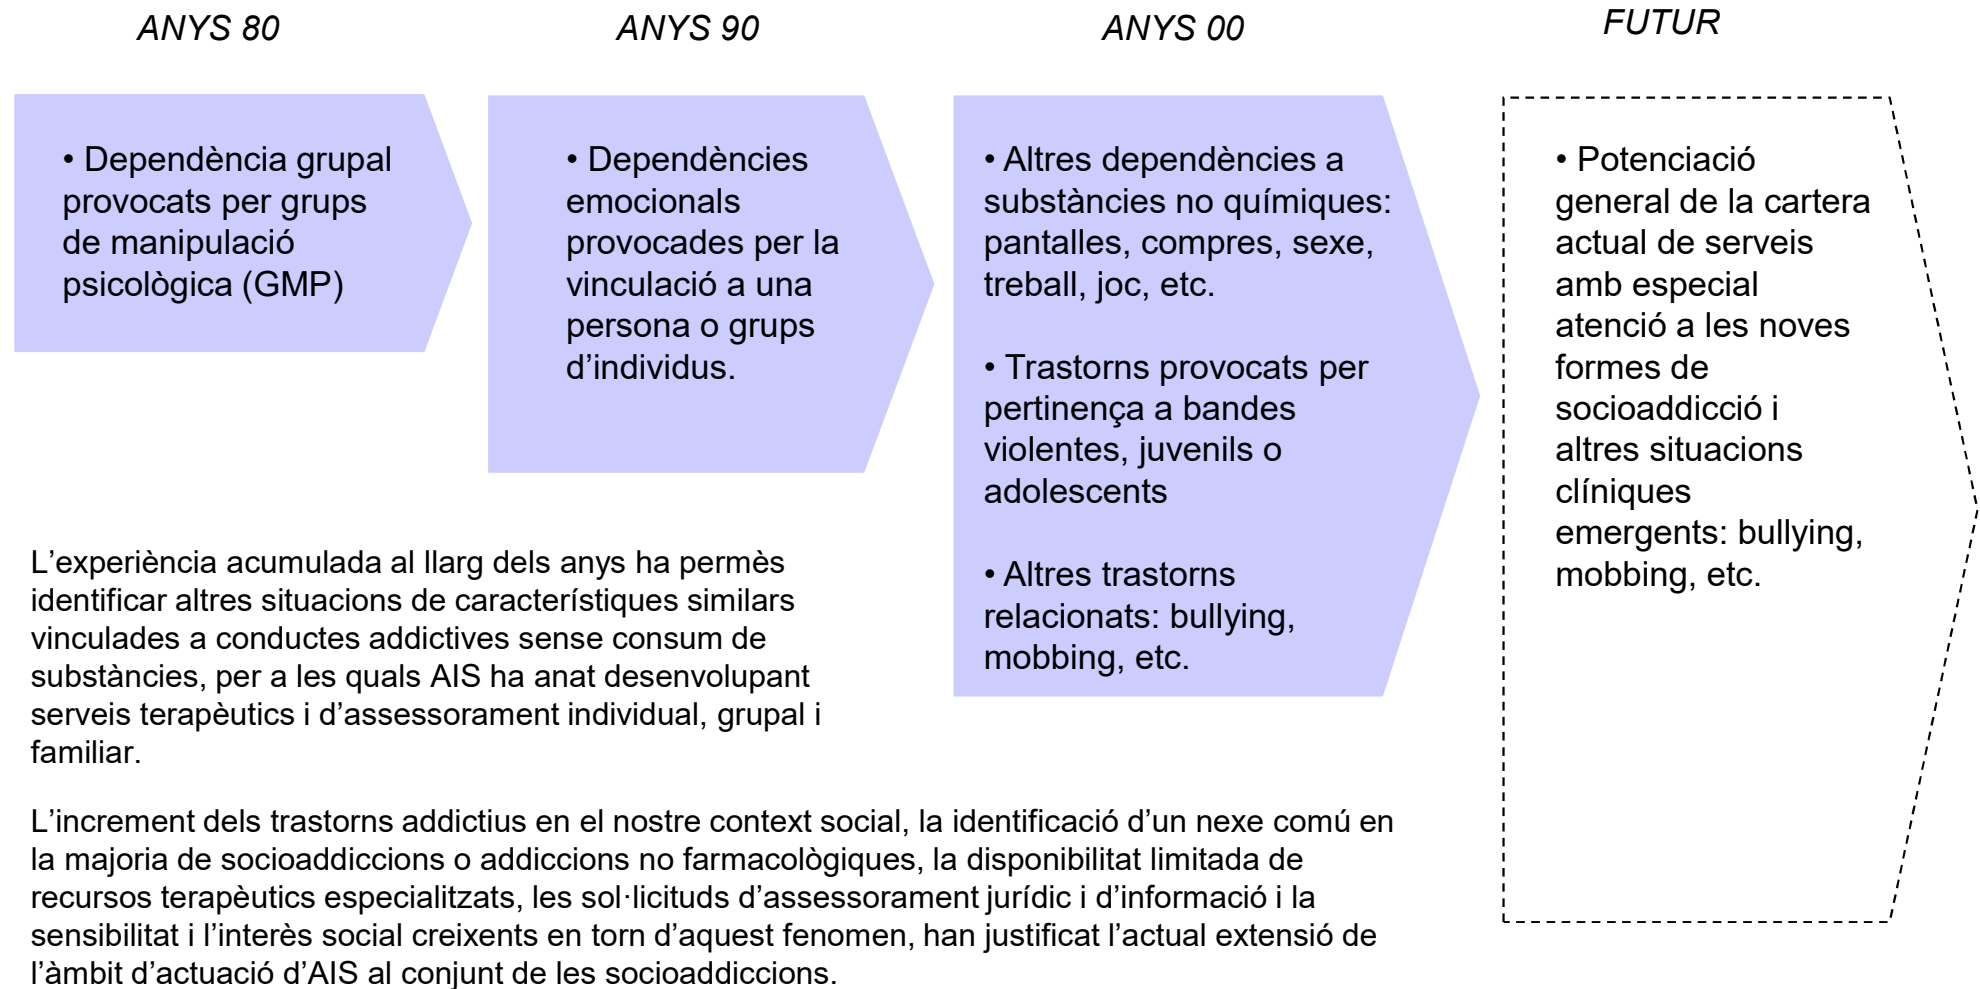 ANYS 80
• Dependència grupal
provocats per grups
de manipulació
psicològica (GMP)
ANYS 90
• Dependències
emocionals
provocades per la
vinculació a una
persona o grups
d’individus.
ANYS 00
• Altres dependències a
substàncies no químiques:
pantalles, compres, sexe,
treball, joc, etc.
• Trastorns provocats per
pertinença a bandes
violentes, juvenils o
adolescents
• Altres trastorns
relacionats: bullying,
mobbing, etc.
FUTUR
• Potenciació
general de la cartera
actual de serveis
amb especial
atenció a les noves
formes de
socioaddicció i
altres situacions
clíniques
emergents: bullying,
mobbing, etc.
L’experiència acumulada al llarg dels anys ha permès
identificar altres situacions de característiques similars
vinculades a conductes addictives sense consum de
substàncies, per a les quals AIS ha anat desenvolupant
serveis terapèutics i d’assessorament individual, grupal i
familiar.
L’increment dels trastorns addictius en el nostre context social, la identificació d’un nexe comú en
la majoria de socioaddiccions o addiccions no farmacològiques, la disponibilitat limitada de
recursos terapèutics especialitzats, les sol·licituds d’assessorament jurídic i d’informació i la
sensibilitat i l’interès social creixents en torn d’aquest fenomen, han justificat l’actual extensió de
l’àmbit d’actuació d’AIS al conjunt de les socioaddiccions.